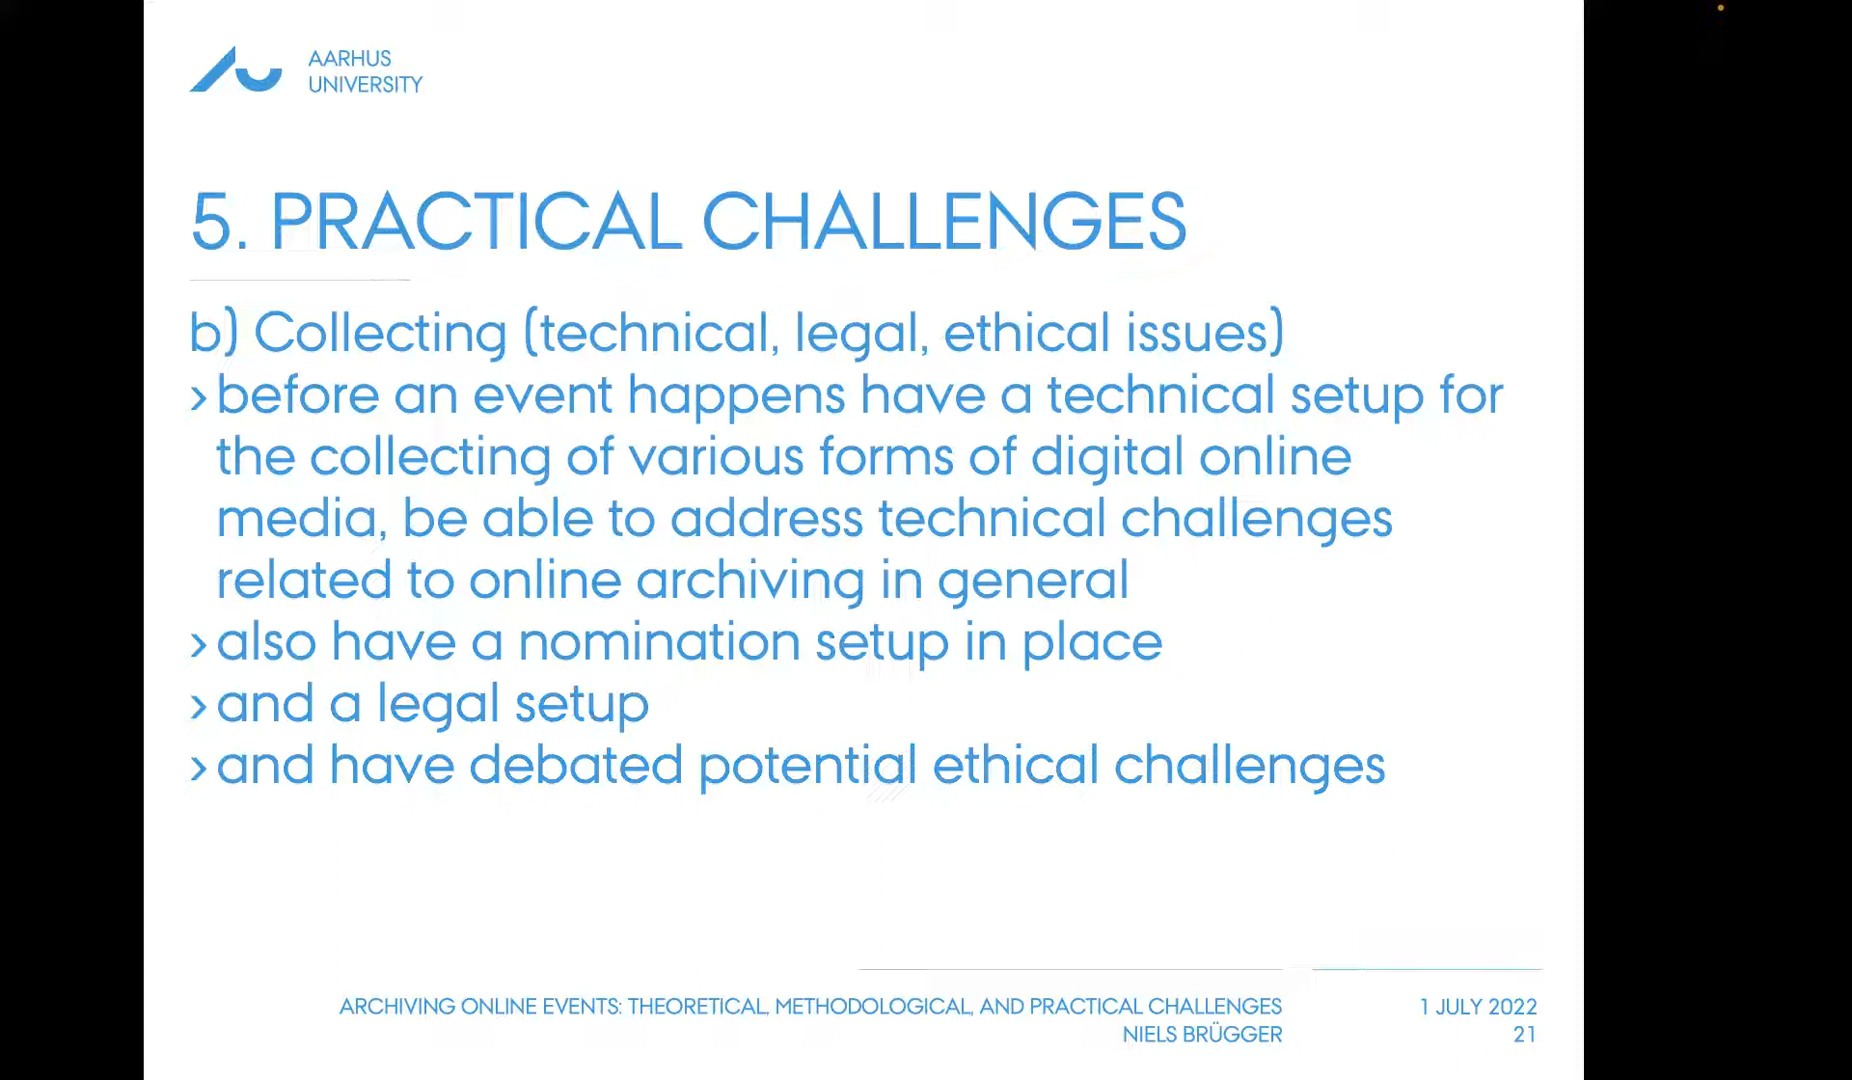 AARHUS
UNIVERSITY
5. PRACTICAL CHALLENGES
b) Collecting (technical, legal, ethical issues)
› before an event happens have a technical setup for
the collecting of various forms of digital online
media, be able to address technical challenges
related to online archiving in general
› also have a nomination setup in place
› and a legal setup
› and have debated potential ethical challenges
ARCHIVING ONLINE EVENTS: THEORETICAL, METHODOLOGICAL, AND PRACTICAL CHALLENGES
NIELS BRÜGGER
1 JULY 2022
21